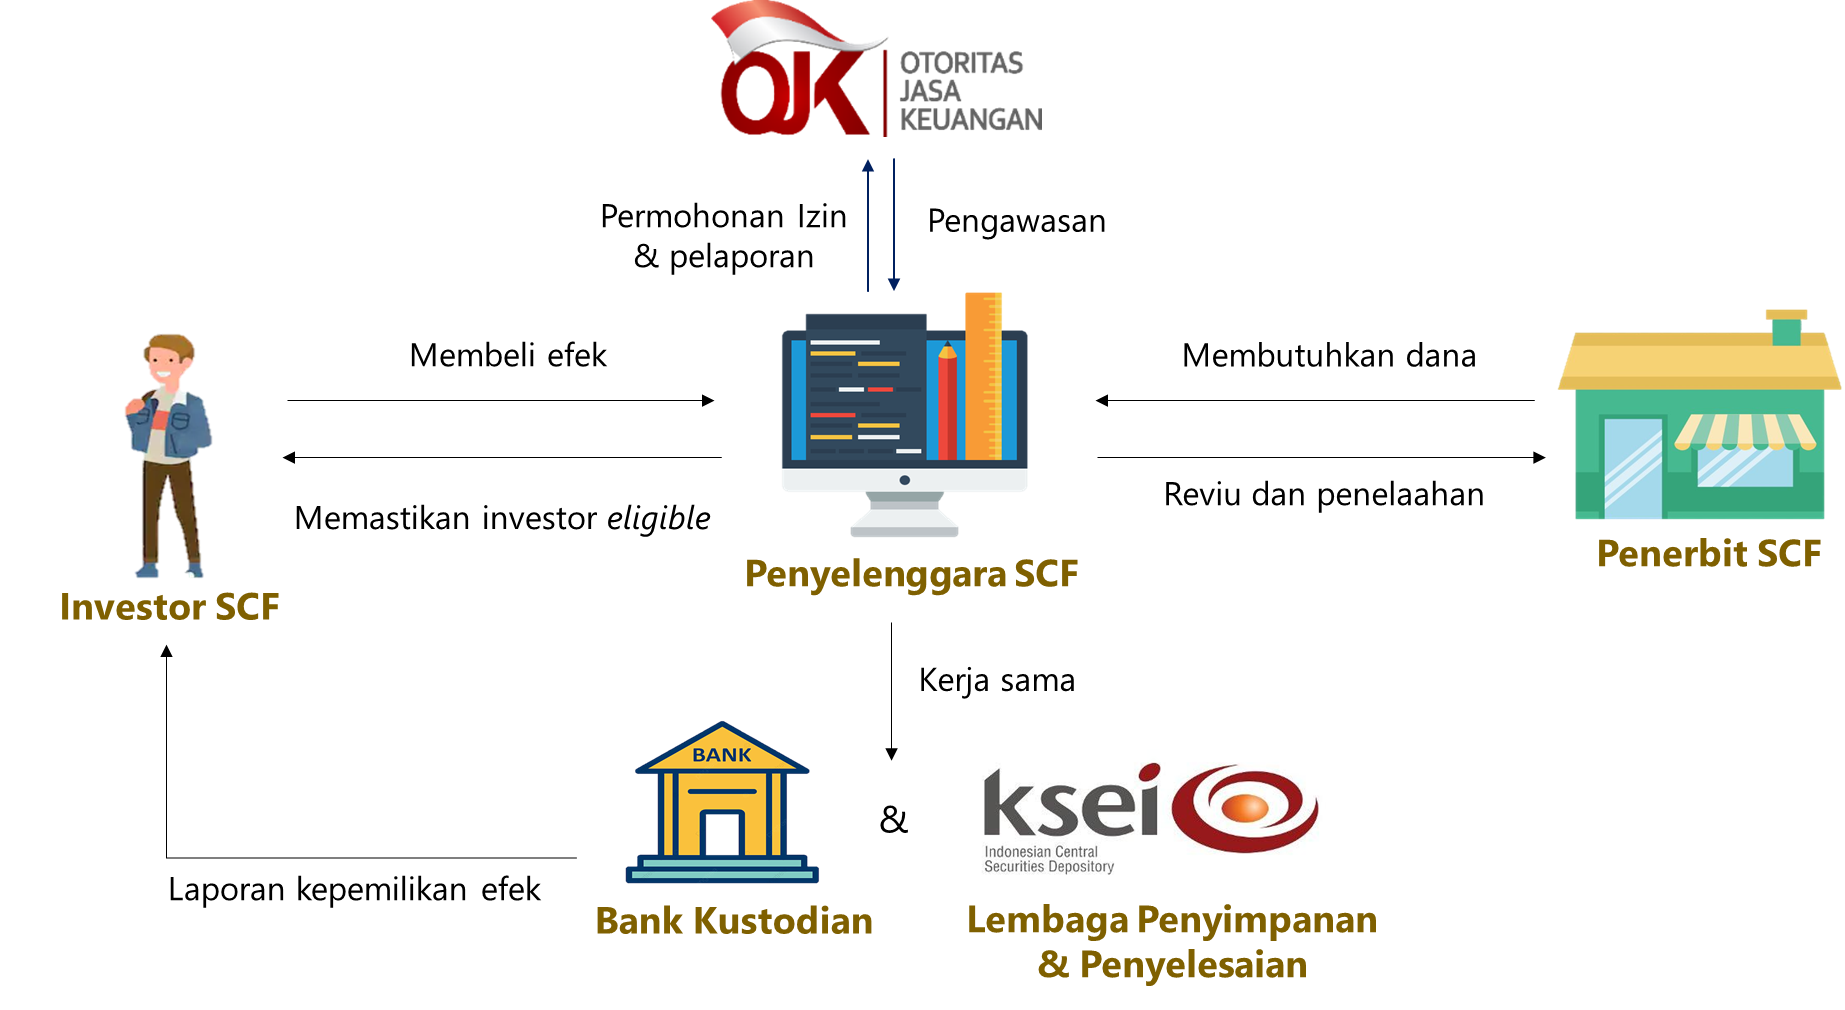 OJK
OTORITAS
JASA
KEUANGAN
Permohonan Izin
& pelaporan
Pengawasan
Membeli efek
Membutuhkan dana
Memastikan investor eligible
Reviu dan penelaahan
Penyelenggara SCF
Penerbit SCF
Investor SCF
Kerja sama
BANK
&
ksei
Indonesian Central
Securities Depository
Laporan kepemilikan efek
Bank Kustodian
Lembaga Penyimpanan
& Penyelesaian